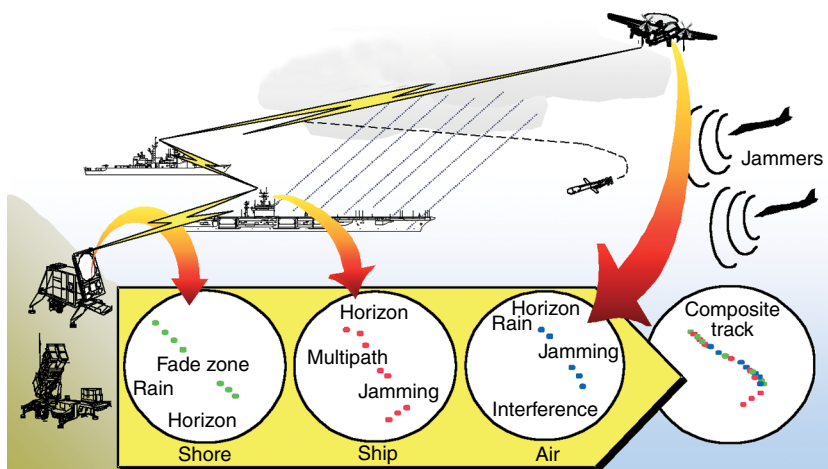 Jammers
Horizon
Rain
Jamming
Interference
Air
Horizon
Multipath
Jamming
Ship
Fade zone
Rain
Horizon
Shore
Composite
track